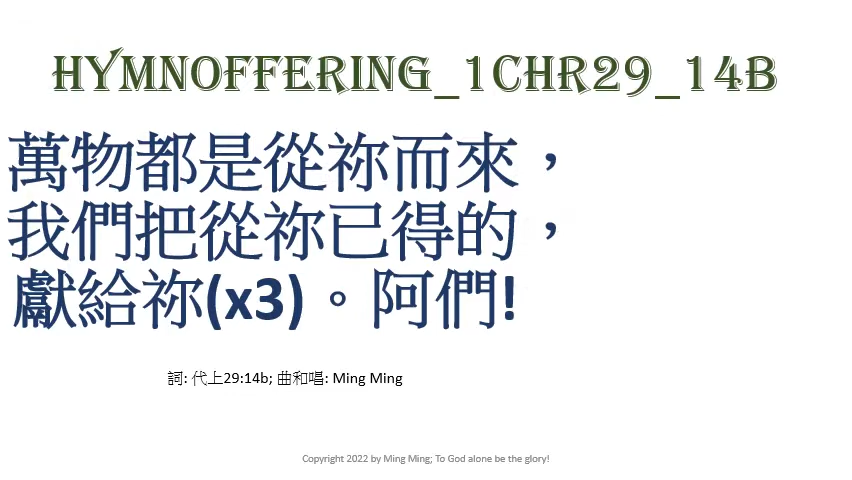 HYMNOFFERING_1CHR29_14B
萬物都是從祢而來，
我們把從祢已得的，
獻給祢(x3)。阿們!
詞: 代上29:14b; 曲和唱: Ming Ming
Copyright 2022 by Ming Ming; To God alone be the glory!